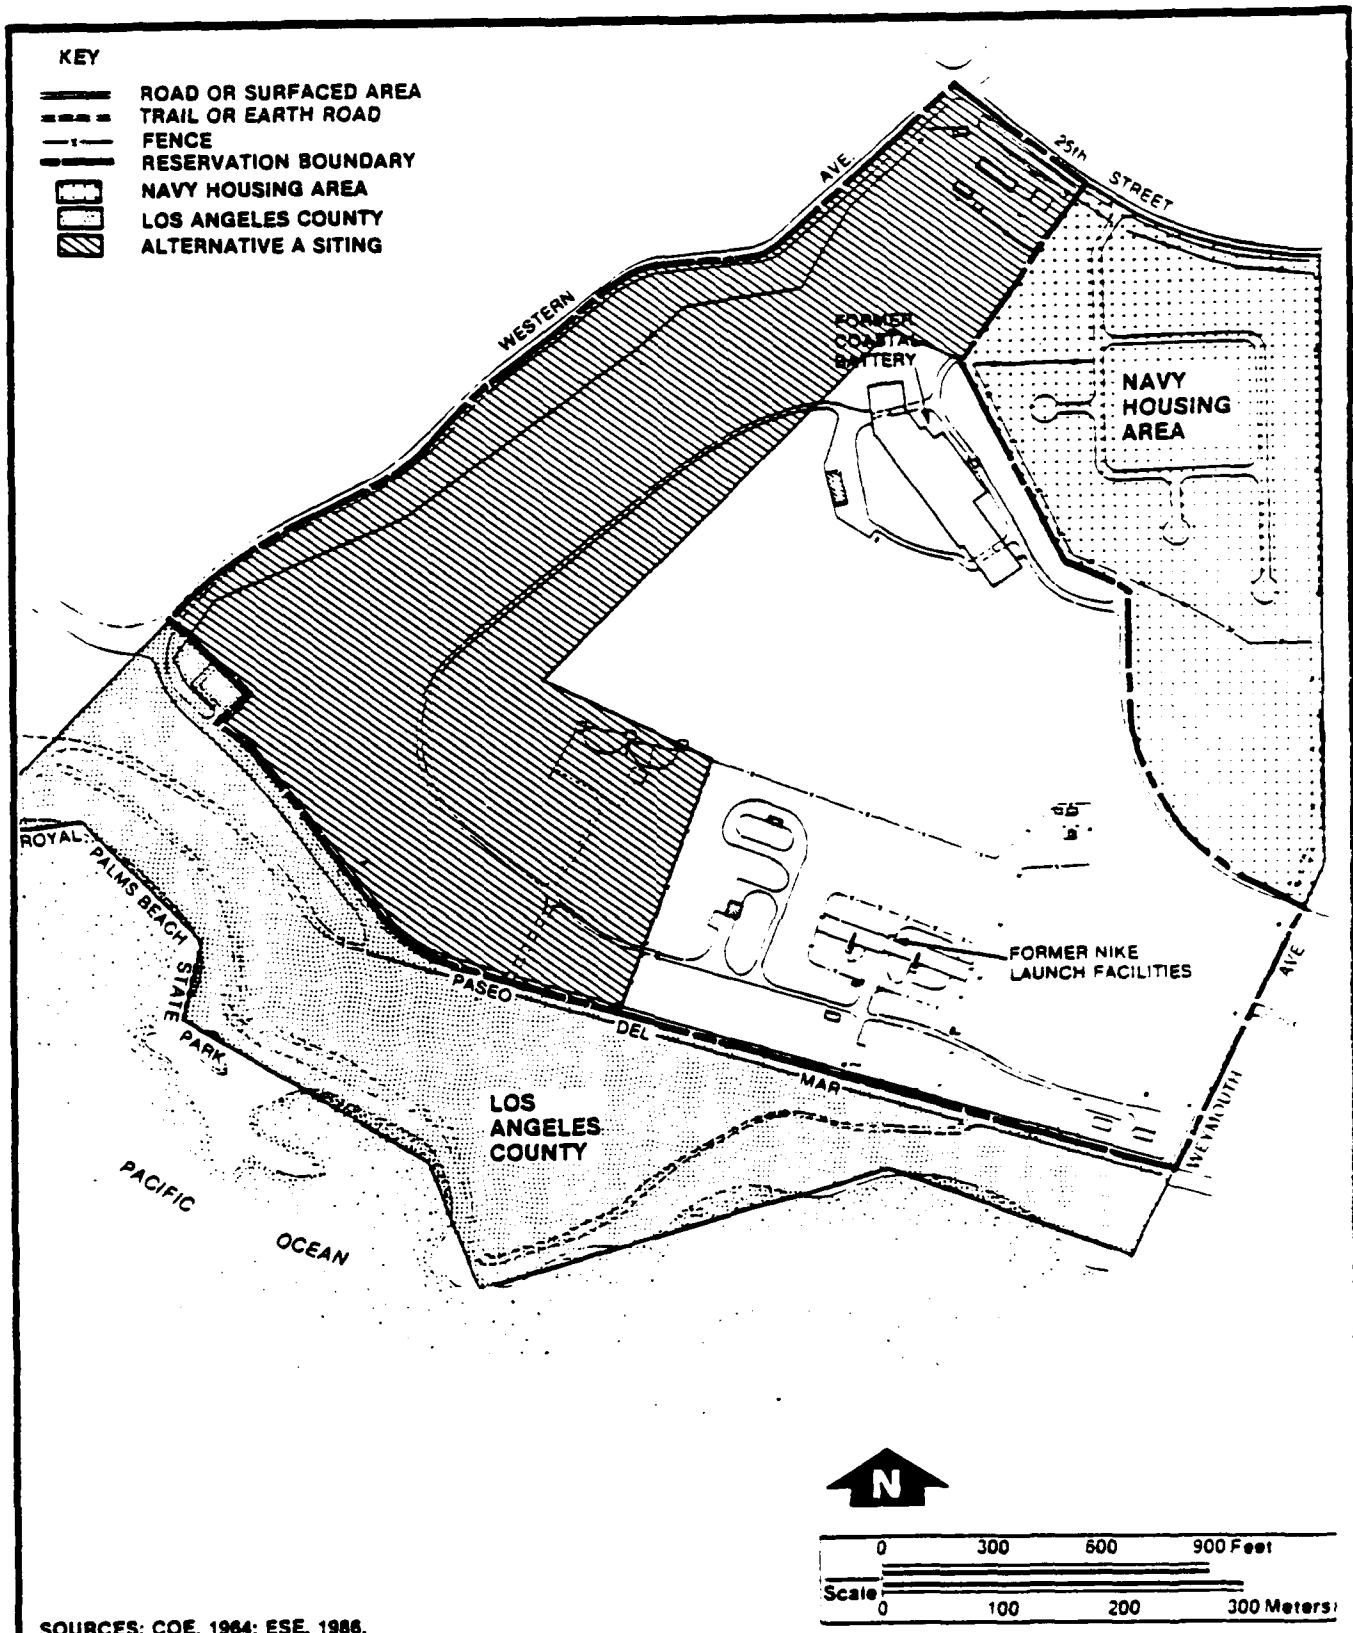 KEY
ROAD OR SURFACED AREA
TRAIL OR EARTH ROAD
FENCE
RESERVATION BOUNDARY
NAVY HOUSING AREA
LOS ANGELES COUNTY
ALTERNATIVE A SITING
25th
STREET
WESTERN
AVE.
FORMER
COASTAL
BATTERY
NAVY
HOUSING
AREA
ROYAL
PALMS BEACH
STATE
PARK
FORMER NIKE
LAUNCH FACILITIES
PASEO
DEL
MAR
WEYMOUTH
AVE
LOS
ANGELES
COUNTY
PACIFIC
OCEAN
N
0 300 600 900 Feet
Scale
0 100 200 300 Meters
SOURCES: COE, 1964; ESE, 1986.